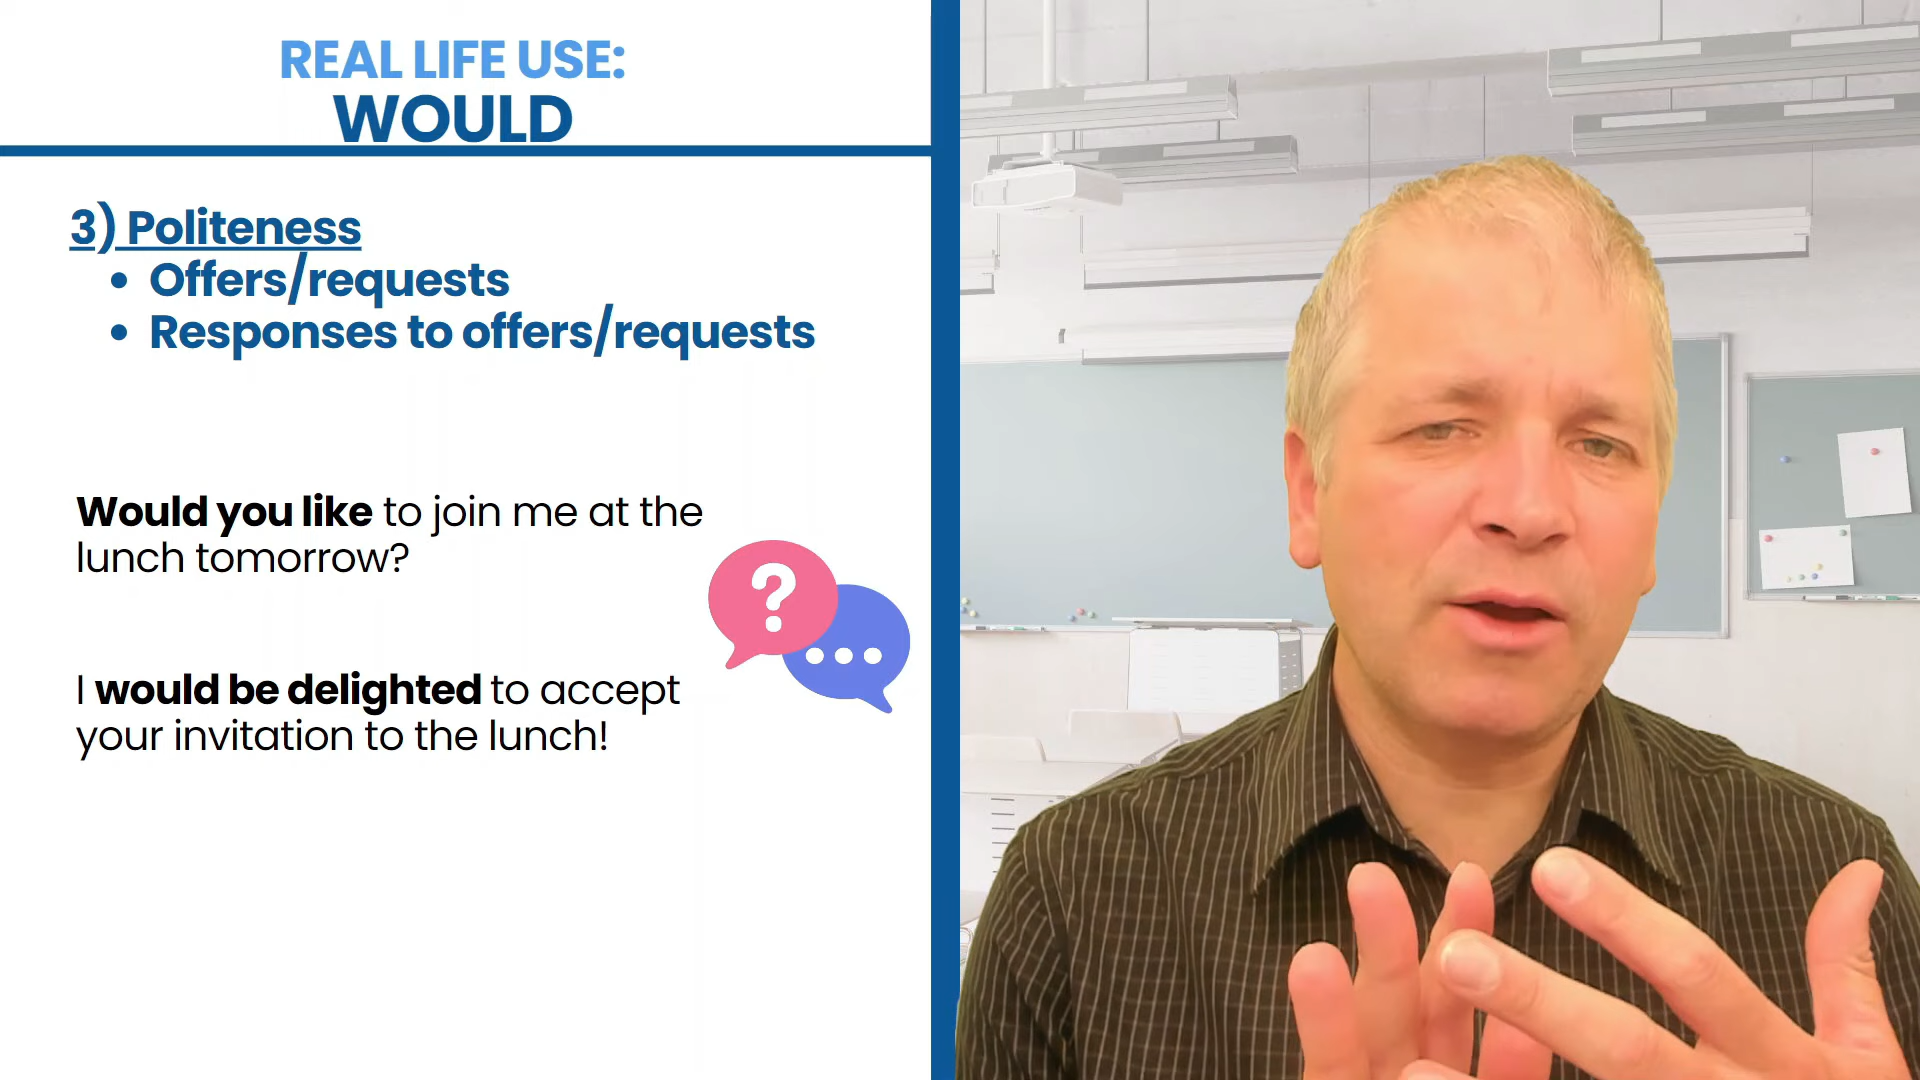 REAL LIFE USE:
WOULD
3) Politeness
• Offers/requests
• Responses to offers/requests
Would you like to join me at the
lunch tomorrow?
?
I would be delighted to accept
your invitation to the lunch!